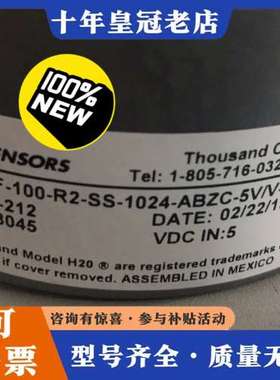 十年皇冠老店
100%
NEW
ENSORS
Thousand
Tel: 1-805-716-032
-100-R2-SS-1024-ABZC-5V/V-
-212
DATE: 02/22/1
3045
VDC IN:5
nd Model H20 ® are registered trademarks
if cover removed. ASSEMBLED IN MEXICO
咨询有惊喜·参与补贴活动
票
型号齐全·质量无